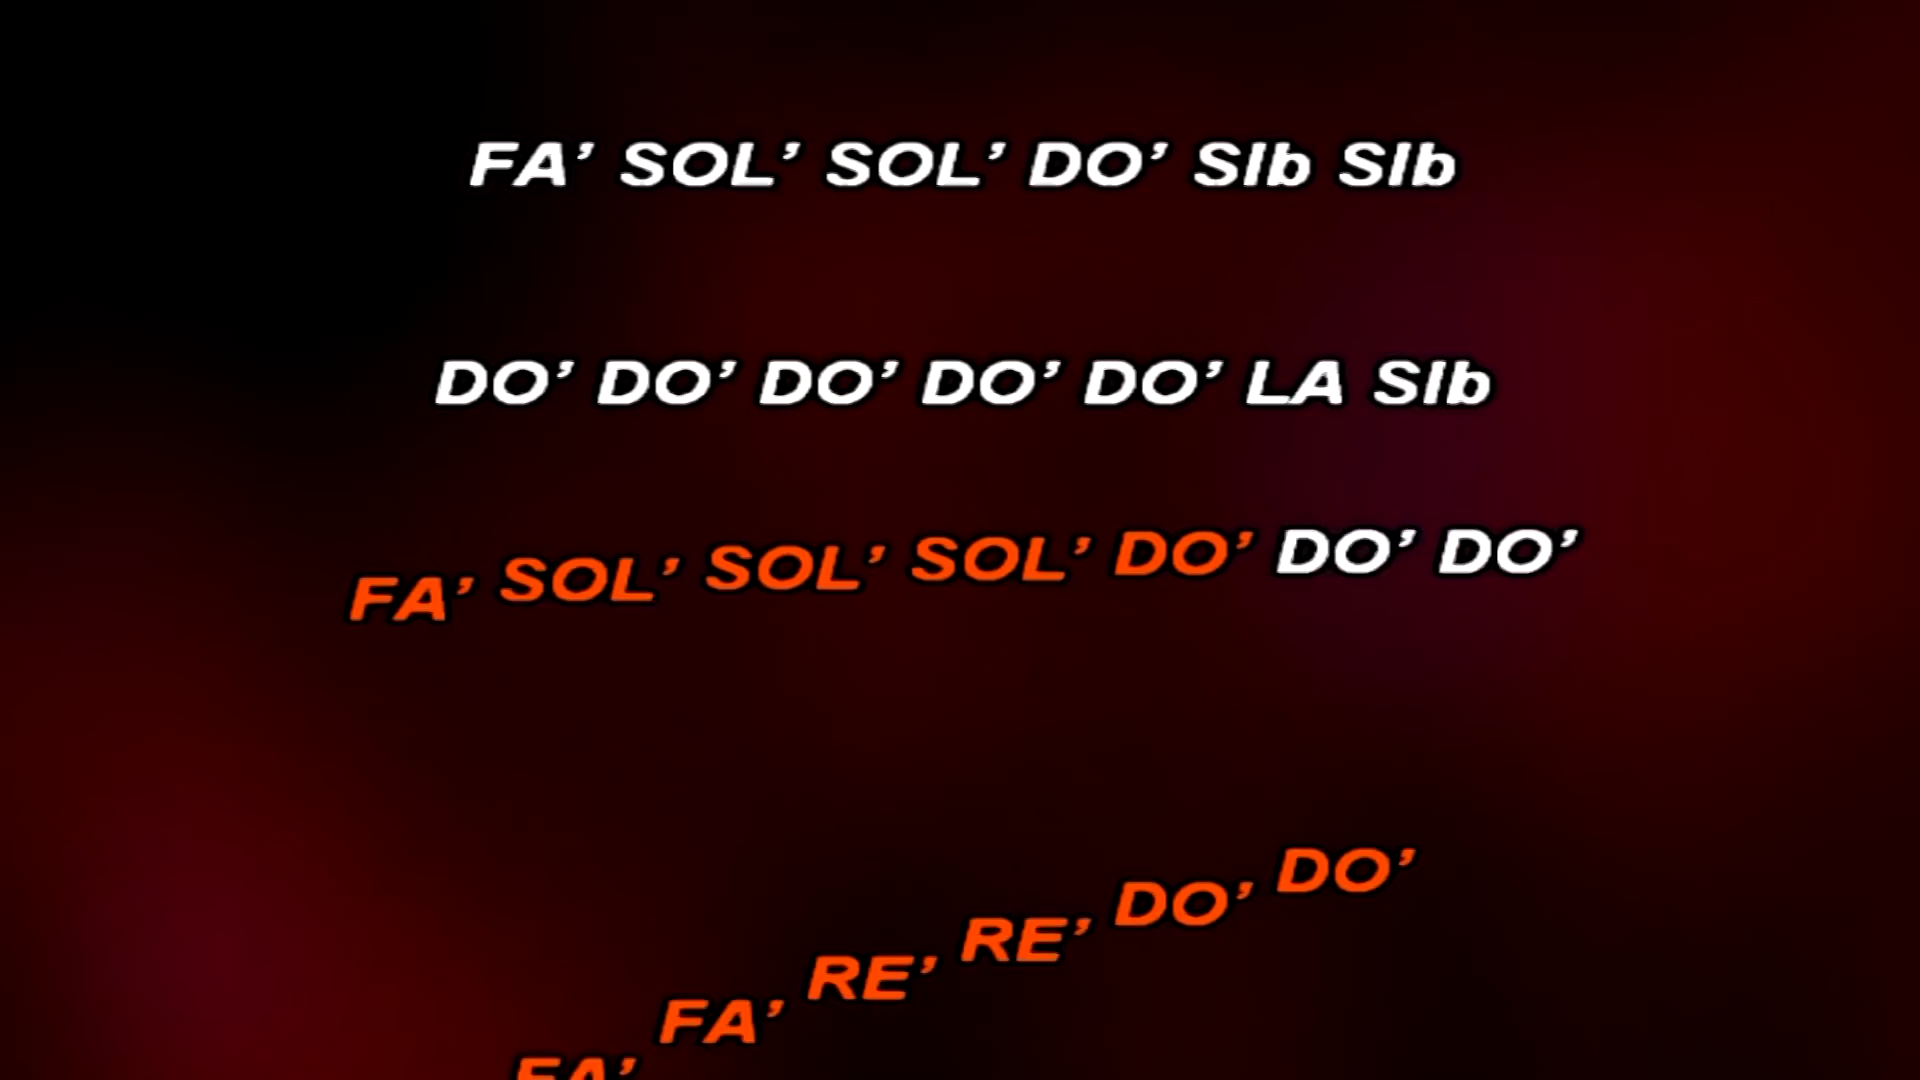 FA’ SOL’ SOL’ DO’ SIb SIb
DO’ DO’ DO’ DO’ DO’ LA SIb
FA’ SOL’ SOL’ SOL’ DO’ DO’ DO’
FA’ FA’ RE’ RE’ DO’ DO’